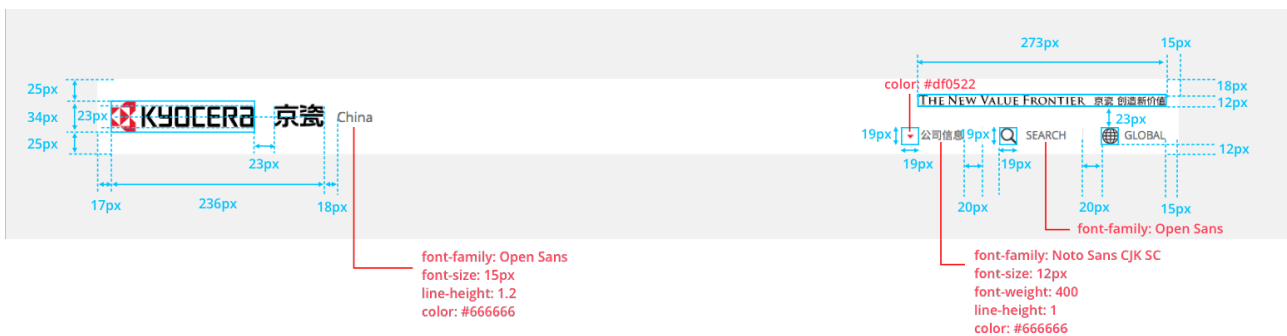 273px
15px
25px
color: #df0522
18px
34px
23px
KYOCERA 京瓷
China
THE NEW VALUE FRONTIER 京瓷 创造新价值
12px
23px
25px
19px
公司信息
9px
SEARCH
GLOBAL
23px
19px
19px
12px
17px
236px
18px
20px
20px
15px
font-family: Open Sans
font-family: Open Sans
font-size: 15px
line-height: 1.2
color: #666666
font-family: Noto Sans CJK SC
font-size: 12px
font-weight: 400
line-height: 1
color: #666666